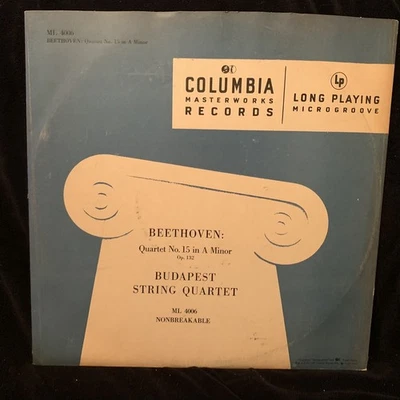 ML 4006
BEETHOVEN: Quartet No. 15 in A Minor
COLUMBIA
MASTERWORKS
RECORDS
LP
LONG PLAYING
MICROGROOVE
BEETHOVEN:
Quartet No. 15 in A Minor
Op. 132
BUDAPEST
STRING QUARTET
ML 4006
NONBREAKABLE